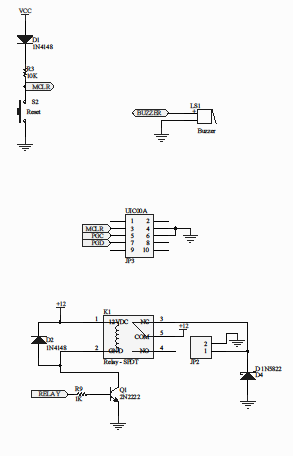 VCC
D1
1N4148
R3
10K
MCLR
S2
Reset
LS1
BUZZER
+
Buzzer
UIC00A
1 2
MCLR 3 4
PGC 5 6
PGD 7 8
9 10
JP3
+12
K1
1 12VDC NC 3
+12
COM 5
D2
1N4148
2 GND NO 4
Relay - SPDT
2
1
JP2
D 1N5822
D4
RELAY
R9
1K
Q1
2N2222